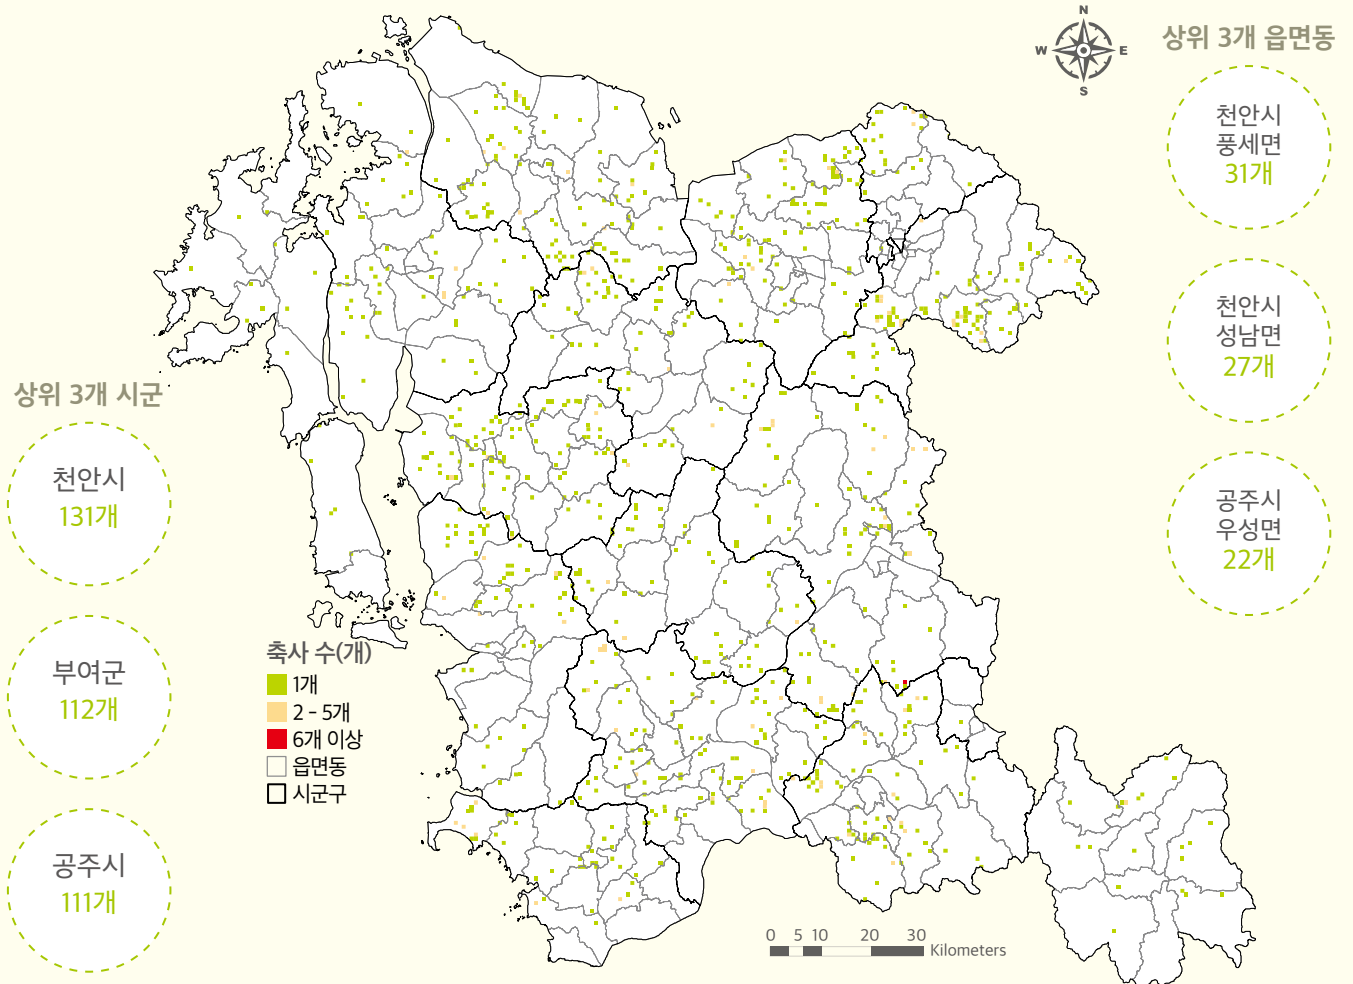 N
W
E
S
상위 3개 읍면동
천안시
풍세면
31개
천안시
성남면
27개
공주시
우성면
22개
상위 3개 시군
천안시
131개
부여군
112개
공주시
111개
축사 수(개)
1개
2 - 5개
6개 이상
읍면동
시군구
0 5 10 20 30
Kilometers